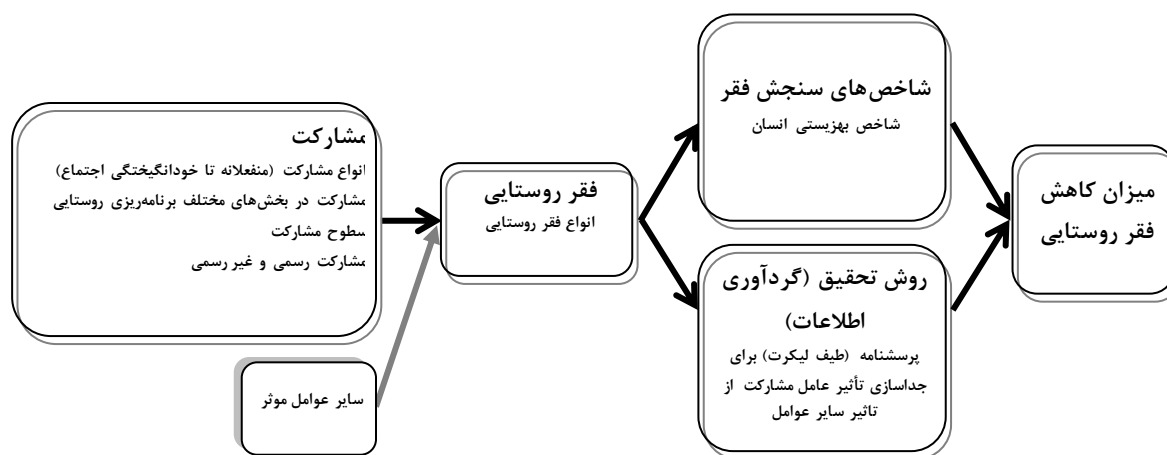 مشارکت
انواع مشارکت (منفعلانه تا خودانگیختگی اجتماع)
مشارکت در بخش‌های مختلف برنامه‌ریزی روستایی
سطوح مشارکت
مشارکت رسمی و غیر رسمی
سایر عوامل موثر
فقر روستایی
انواع فقر روستایی
شاخص‌های سنجش فقر
شاخص بهزیستی انسان
روش تحقیق (گردآوری
اطلاعات)
پرسشنامه (طیف لیکرت) برای
جداسازی تأثیر عامل مشارکت از
تاثیر سایر عوامل
میزان کاهش
فقر روستایی